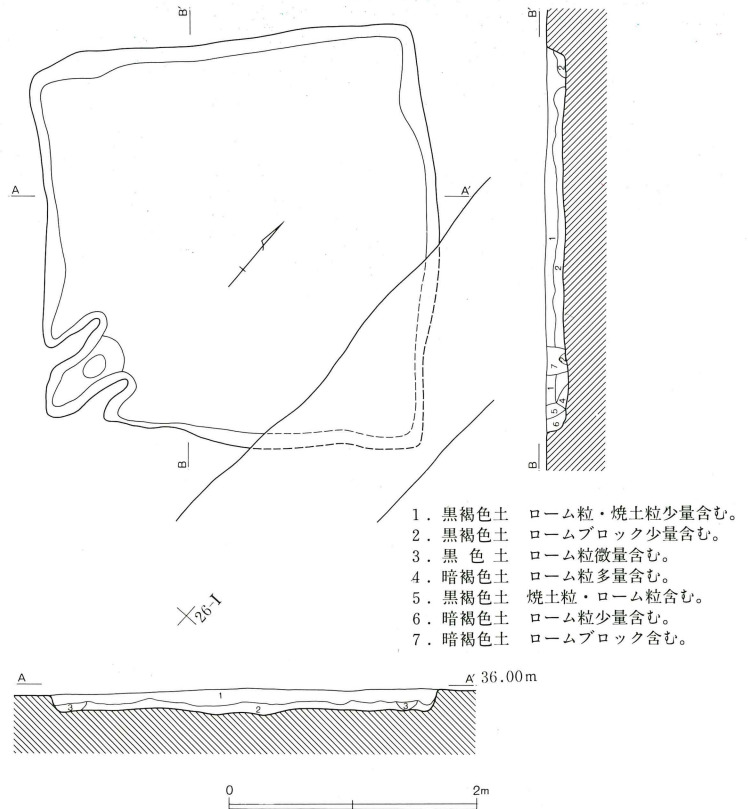 B'
B'
A
A'
1
2
2
7
2
1
4
5
6
B
B
1. 黒褐色土 ローム粒・焼土粒少量含む。
2. 黒褐色土 ロームブロック少量含む。
3. 黒色土 ローム粒微量含む。
4. 暗褐色土 ローム粒多量含む。
5. 黒褐色土 焼土粒・ローム粒含む。
6. 暗褐色土 ローム粒少量含む。
7. 暗褐色土 ロームブロック含む。
26-I
A
A' 36.00m
1
3
2
3
0
2m